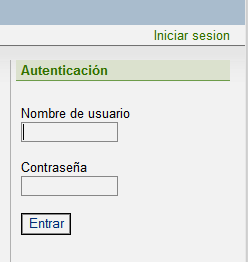 Iniciar sesion
Autenticación
Nombre de usuario
Contraseña
Entrar